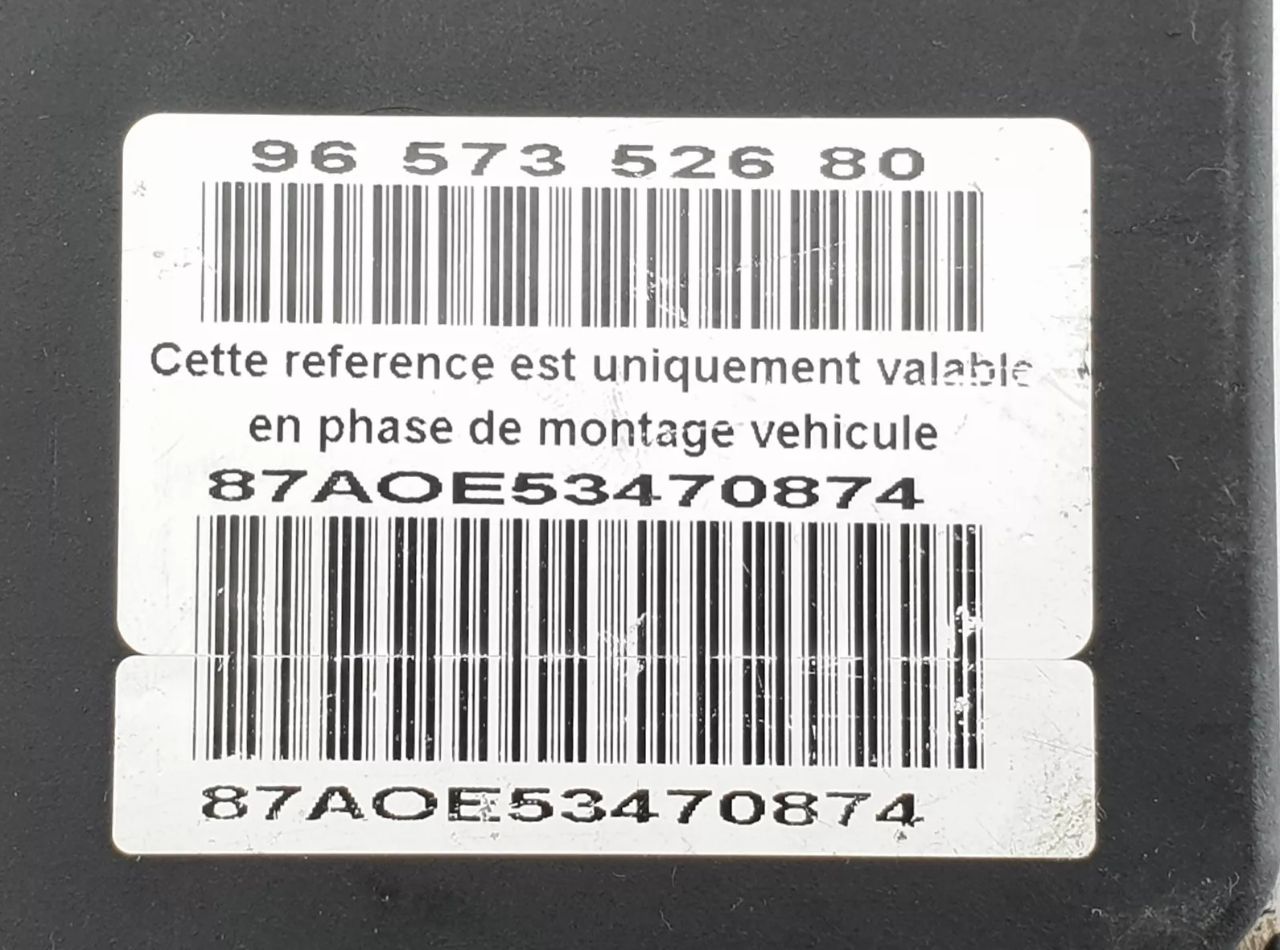 96 573 526 80
Cette reference est uniquement valable
en phase de montage vehicule
87AOE53470874
87AOE53470874